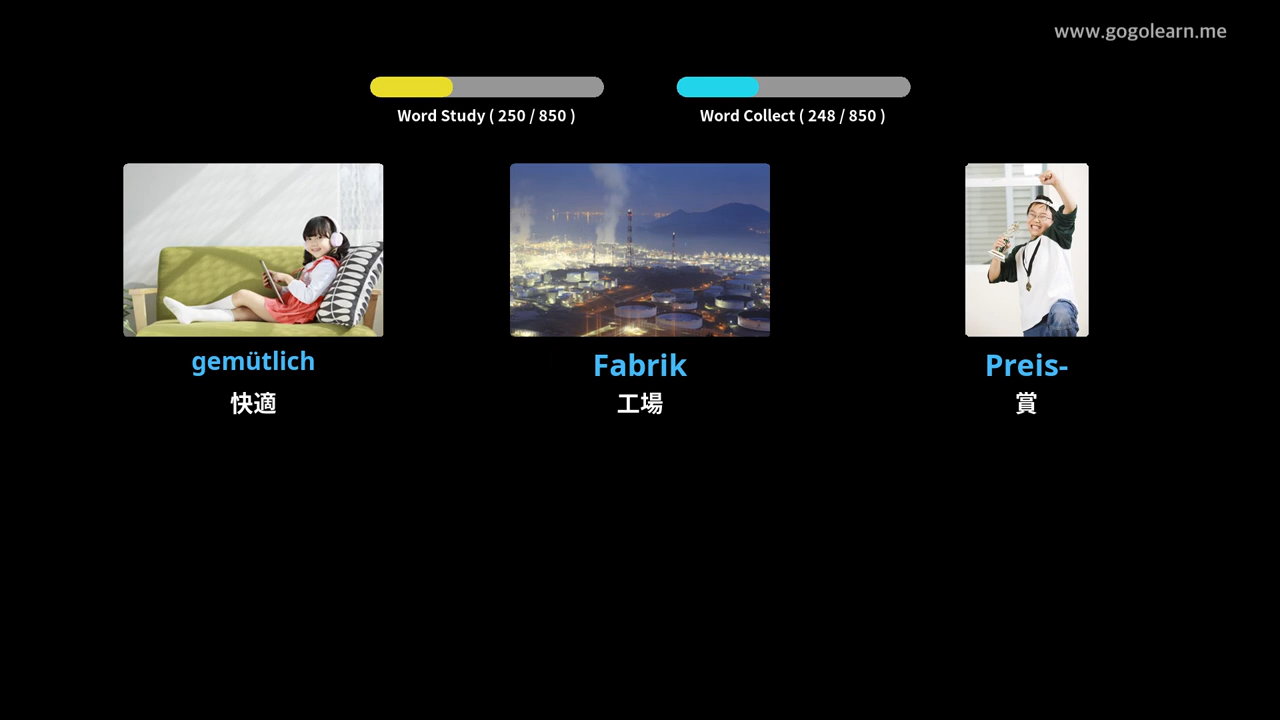 www.gogolearn.me
Word Study ( 250 / 850 )
Word Collect ( 248 / 850 )
gemütlich
Fabrik
Preis-
快適
工場
賞